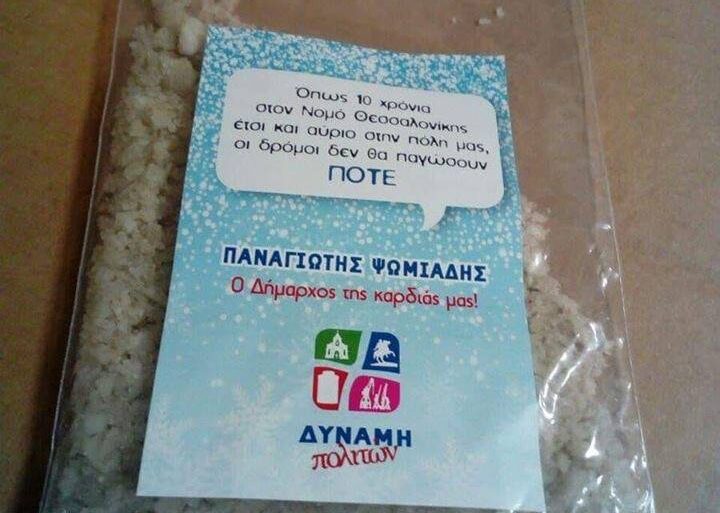 Όπως 10 χρόνια
στον Νομό Θεσσαλονίκης
έτσι και αύριο στην πόλη μας,
οι δρόμοι δεν θα παγώσουν
ΠΟΤΕ
ΠΑΝΑΓΙΩΤΗΣ ΨΩΜΙΑΔΗΣ
Ο Δήμαρχος της καρδιάς μας!
ΔΥΝΑΜΗ
πολιτών